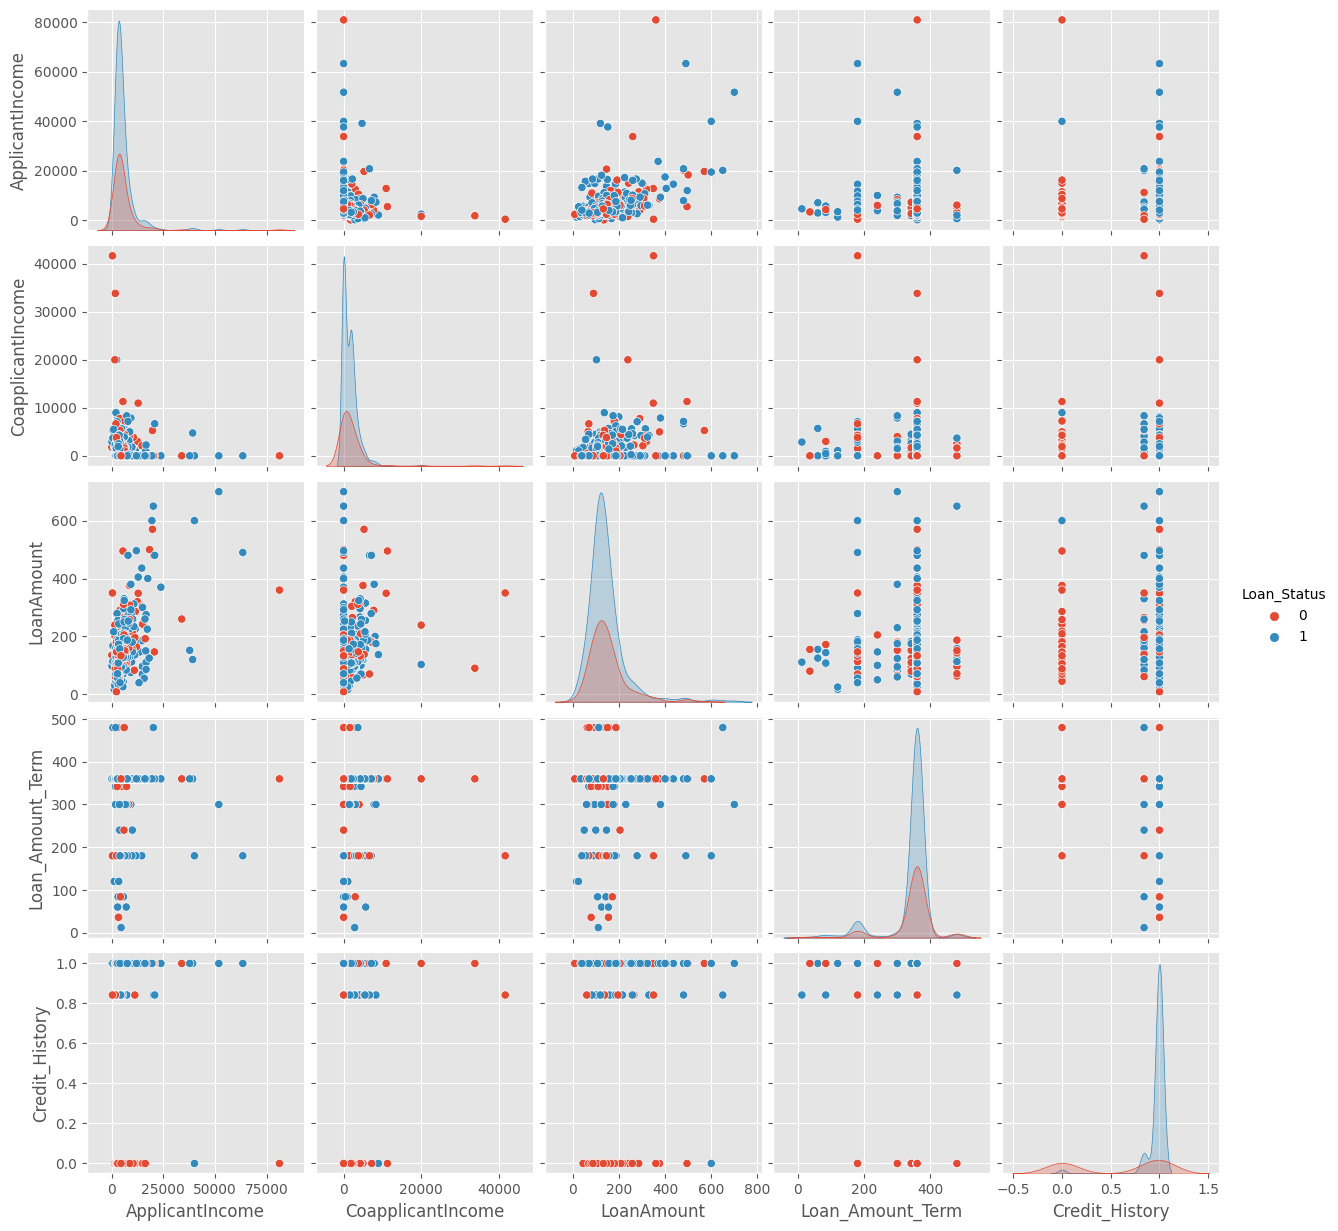 80000
60000
40000
20000
0
ApplicantIncome
40000
30000
20000
10000
0
CoapplicantIncome
600
400
200
0
LoanAmount
Loan_Status
0
1
500
400
300
200
100
0
Loan_Amount_Term
1.0
0.8
0.6
0.4
0.2
0.0
Credit_History
0 25000 50000 75000
0 20000 40000
0 200 400 600 800
0 200 400
−0.5 0.0 0.5 1.0 1.5
ApplicantIncome
CoapplicantIncome
LoanAmount
Loan_Amount_Term
Credit_History